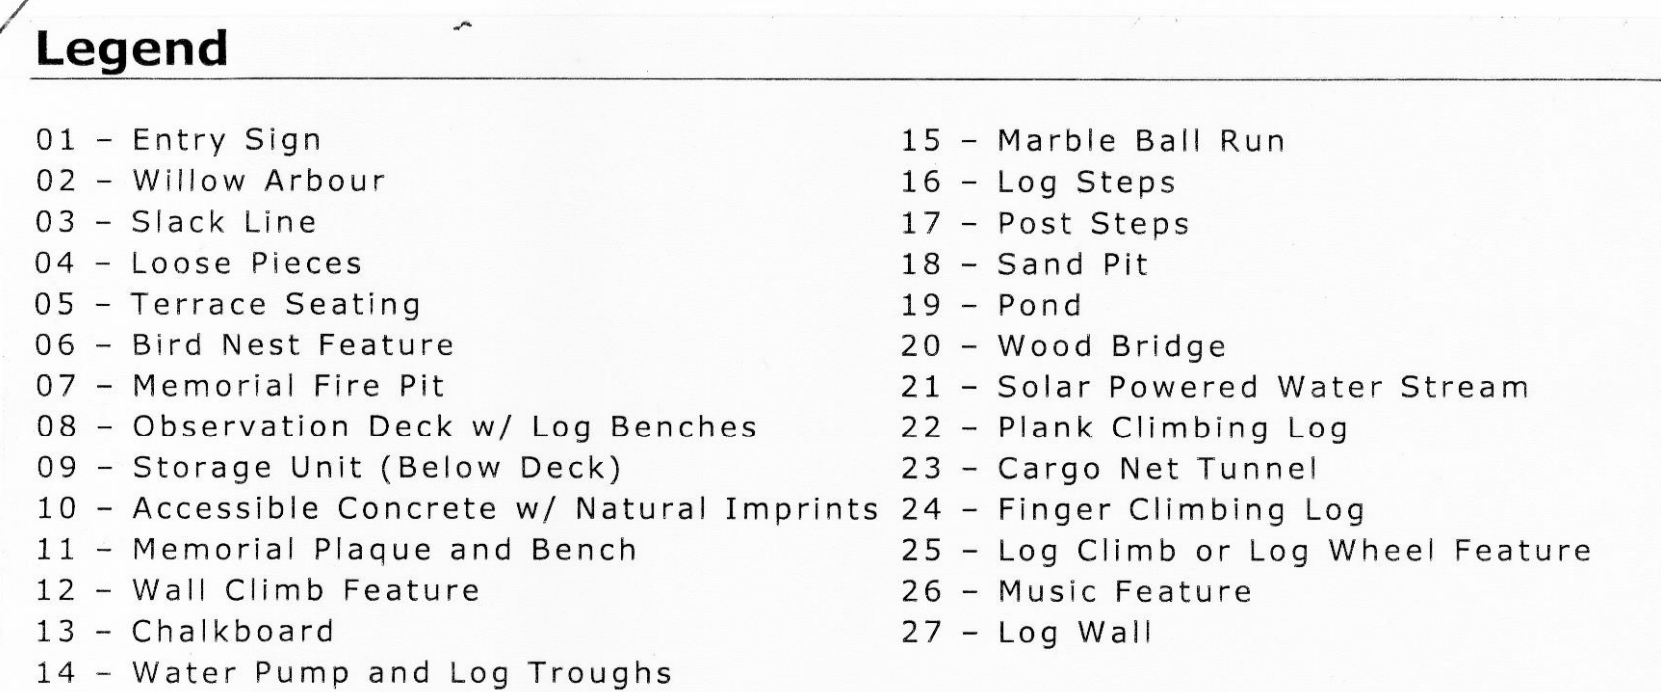 Legend
01 – Entry Sign
02 – Willow Arbour
03 – Slack Line
04 – Loose Pieces
05 – Terrace Seating
06 – Bird Nest Feature
07 – Memorial Fire Pit
08 – Observation Deck w/ Log Benches
09 – Storage Unit (Below Deck)
10 – Accessible Concrete w/ Natural Imprints
11 – Memorial Plaque and Bench
12 – Wall Climb Feature
13 – Chalkboard
14 – Water Pump and Log Troughs
15 – Marble Ball Run
16 – Log Steps
17 – Post Steps
18 – Sand Pit
19 – Pond
20 – Wood Bridge
21 – Solar Powered Water Stream
22 – Plank Climbing Log
23 – Cargo Net Tunnel
24 – Finger Climbing Log
25 – Log Climb or Log Wheel Feature
26 – Music Feature
27 – Log Wall